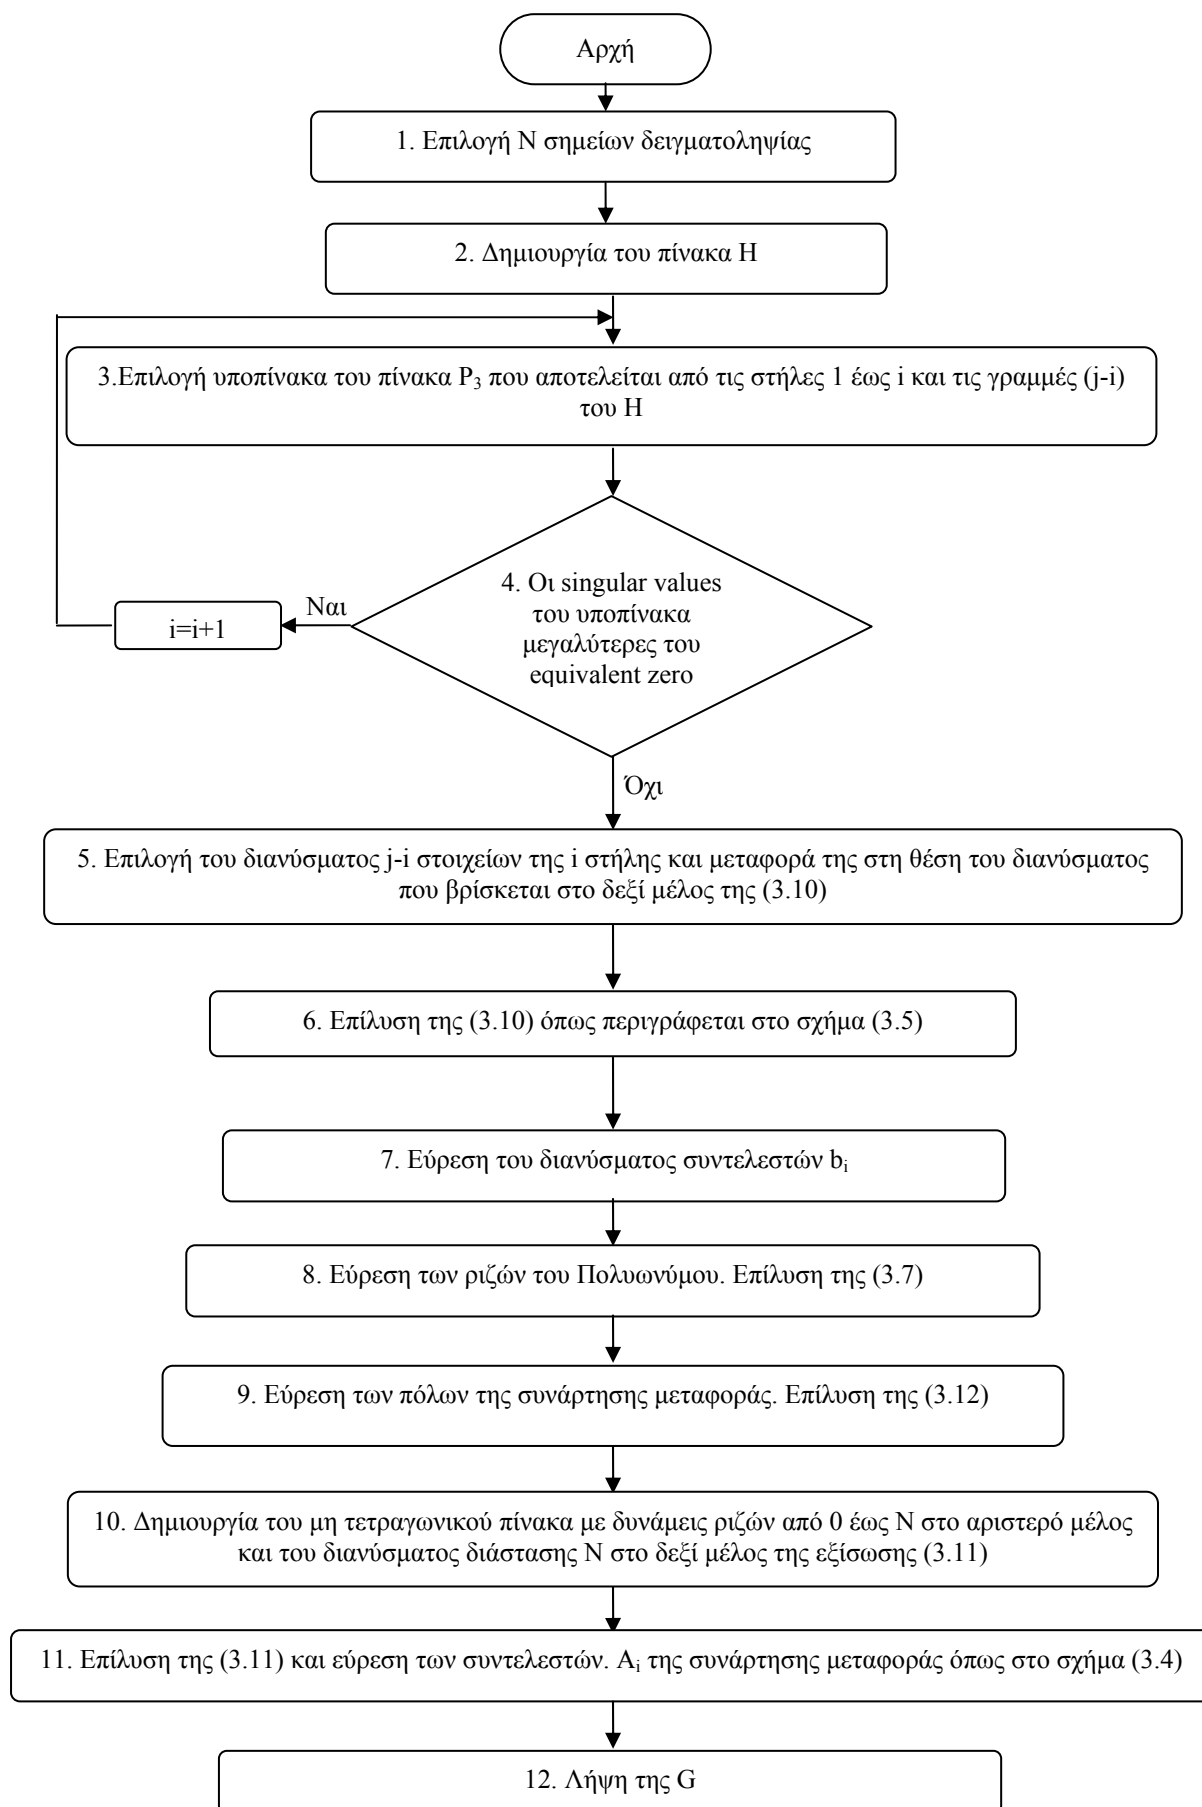 Αρχή
1. Επιλογή Ν σημείων δειγματοληψίας
2. Δημιουργία του πίνακα Η
3.Επιλογή υποπίνακα του πίνακα P₃ που αποτελείται από τις στήλες 1 έως i και τις γραμμές (j-i)
του Η
4. Οι singular values
του υποπίνακα
μεγαλύτερες του
equivalent zero
Ναι
i=i+1
Όχι
5. Επιλογή του διανύσματος j-i στοιχείων της i στήλης και μεταφορά της στη θέση του διανύσματος
που βρίσκεται στο δεξί μέλος της (3.10)
6. Επίλυση της (3.10) όπως περιγράφεται στο σχήμα (3.5)
7. Εύρεση του διανύσματος συντελεστών bᵢ
8. Εύρεση των ριζών του Πολυωνύμου. Επίλυση της (3.7)
9. Εύρεση των πόλων της συνάρτησης μεταφοράς. Επίλυση της (3.12)
10. Δημιουργία του μη τετραγωνικού πίνακα με δυνάμεις ριζών από 0 έως Ν στο αριστερό μέλος
και του διανύσματος διάστασης Ν στο δεξί μέλος της εξίσωσης (3.11)
11. Επίλυση της (3.11) και εύρεση των συντελεστών. Aᵢ της συνάρτησης μεταφοράς όπως στο σχήμα (3.4)
12. Λήψη της G